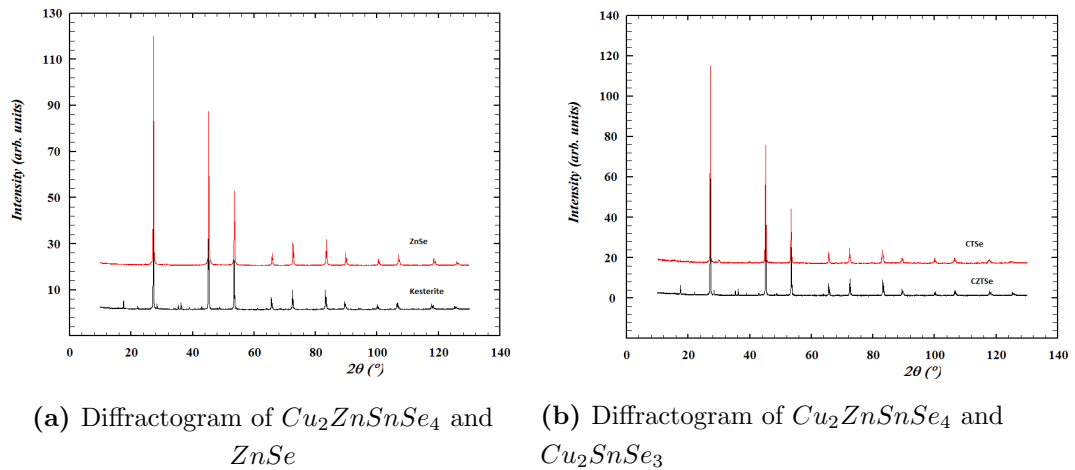 130
110
90
70
50
30
10
Intensity (arb. units)
ZnSe
Kesterite
0 20 40 60 80 100 120 140
2θ (°)
140
120
100
80
60
40
20
0
Intensity (arb. units)
CTSe
CZTSe
0 20 40 60 80 100 120 140
2θ (°)
(a) Diffractogram of Cu₂ZnSnSe₄ and
ZnSe
(b) Diffractogram of Cu₂ZnSnSe₄ and
Cu₂SnSe₃